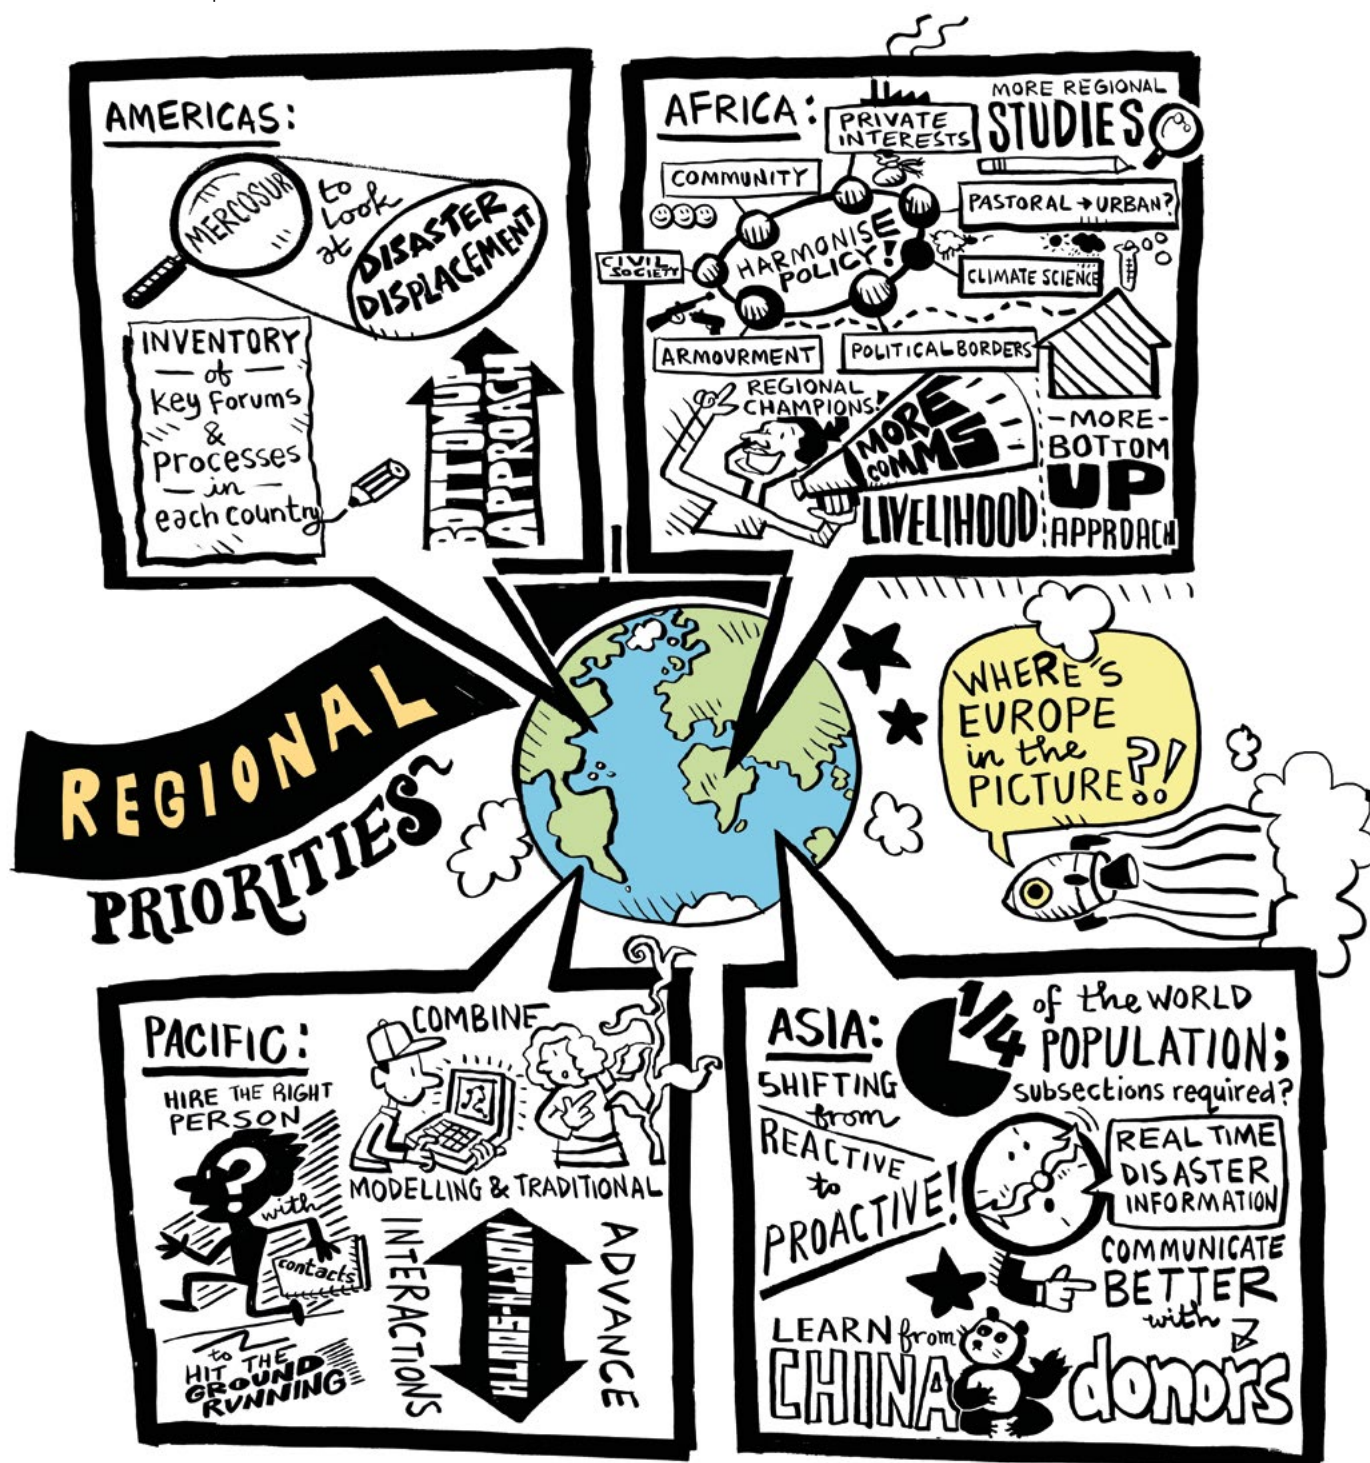 AMERICAS:
MERCOSUR
to
Look
at
DISASTER
DISPLACEMENT
INVENTORY
of
Key Forums
&
Processes
in
each country
BOTTOMUP
APPROACH
AFRICA:
PRIVATE
INTERESTS
MORE REGIONAL
STUDIES
COMMUNITY
PASTORAL → URBAN?
HARMONISE
POLICY!
CIVIL
SOCIETY
CLIMATE SCIENCE
ARMOURMENT
POLITICAL BORDERS
REGIONAL
CHAMPIONS:
MORE
COMMS
LIVELIHOOD
- MORE -
BOTTOM
UP
APPROACH
REGIONAL
PRIORITIES
WHERE'S
EUROPE
in the
PICTURE?!
PACIFIC:
HIRE THE RIGHT
PERSON
?
with
contacts
to
HIT THE
GROUND
RUNNING
COMBINE
MODELLING & TRADITIONAL
INTERACTIONS
NORTH-SOUTH
ADVANCE
ASIA:
1/4 of the WORLD
POPULATION;
subsections required?
SHIFTING
from
REACTIVE
to
PROACTIVE!
REAL TIME
DISASTER
INFORMATION
COMMUNICATE
BETTER
with
donors
LEARN from
CHINA